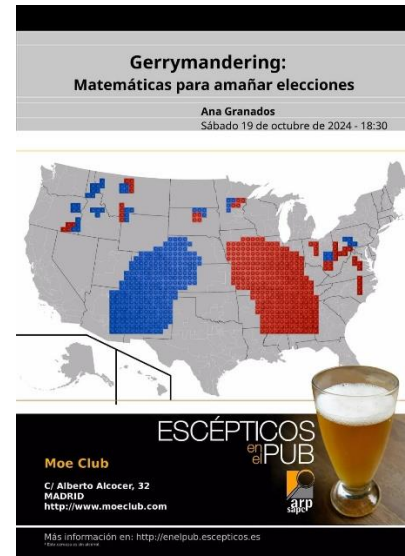 Gerrymandering:
Matemáticas para amañar elecciones
Ana Granados
Sábado 19 de octubre de 2024 - 18:30
ESCÉPTICOS
en
el PUB
Moe Club
C/ Alberto Alcocer, 32
MADRID
http://www.moeclub.com
arp
sapc
Más información en: http://enelpub.escepticos.es